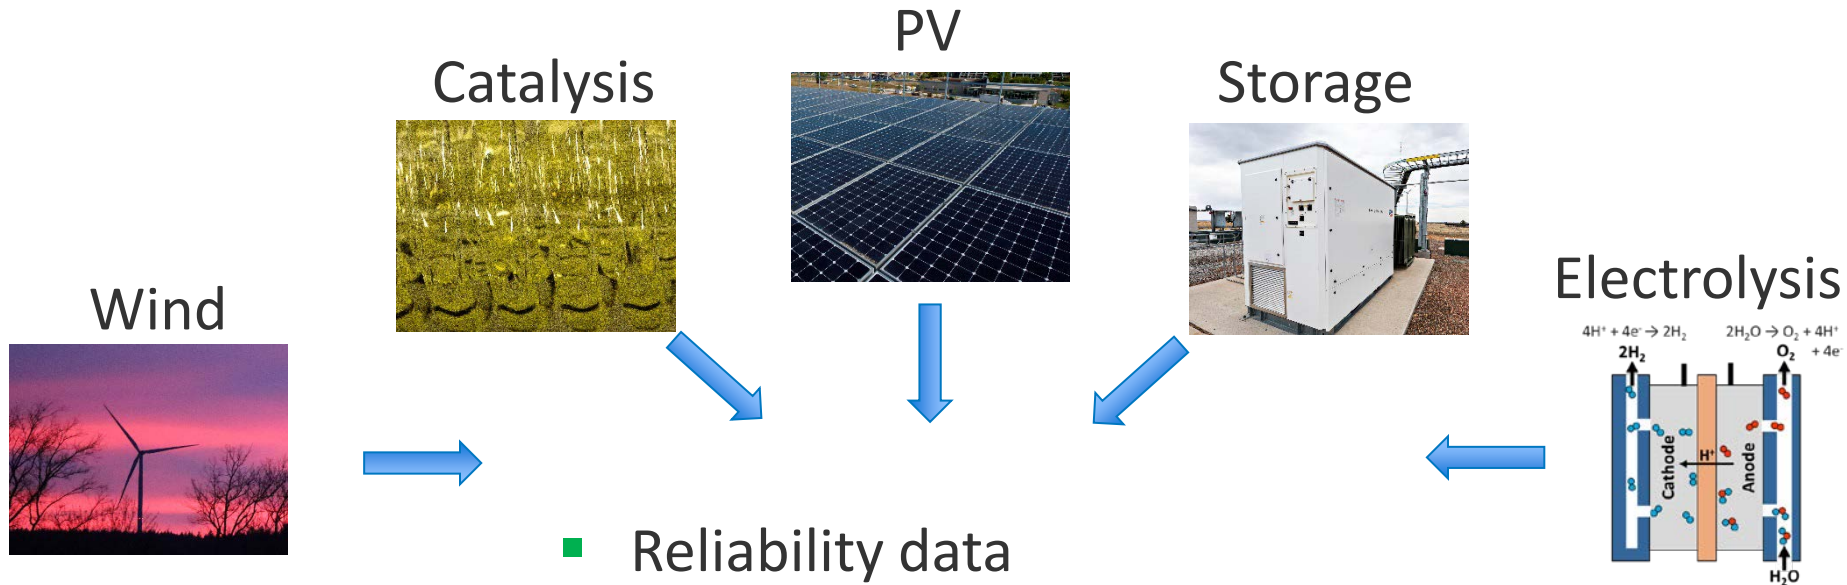 PV
Catalysis
Storage
Electrolysis
Wind
4H⁺ + 4e⁻ → 2H₂
2H₂O → O₂ + 4H⁺
+ 4e⁻
2H₂
O₂
Cathode
H⁺
Anode
H₂O
▪ Reliability data